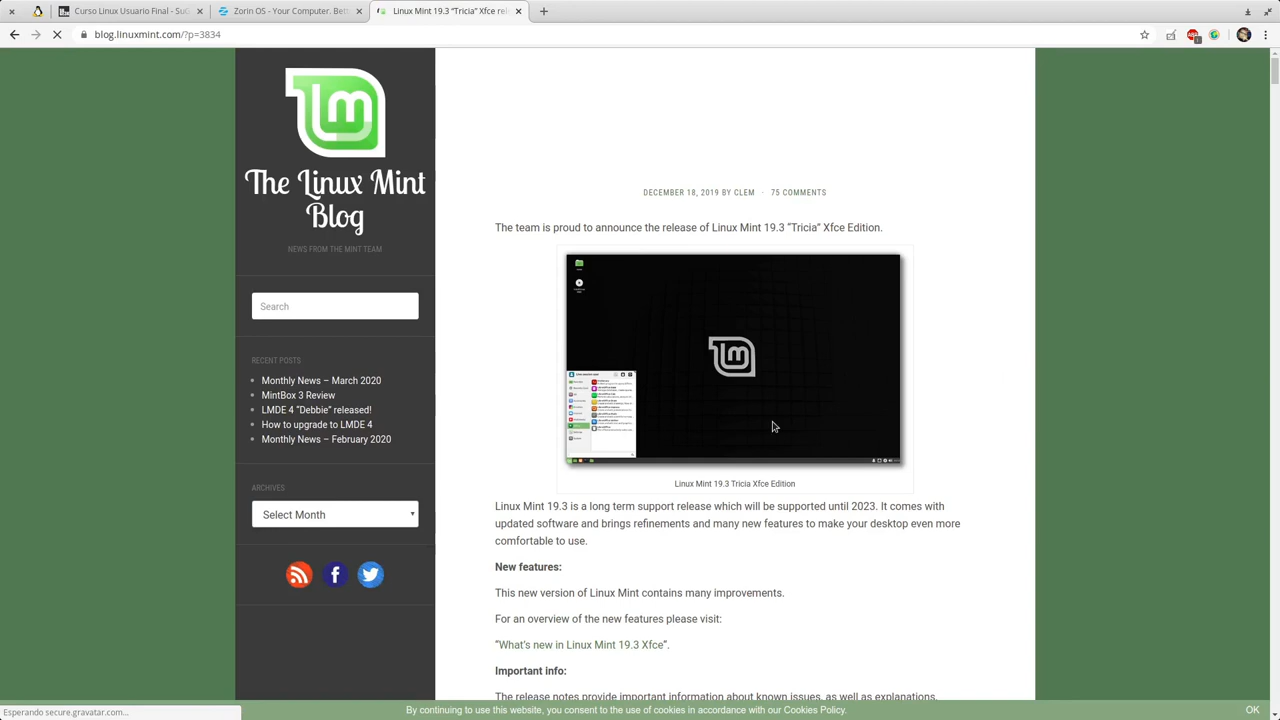 Curso Linux Usuario Final - SuG
Zorin OS - Your Computer. Bett
Linux Mint 19.3 “Tricia” Xfce rel
blog.linuxmint.com/?p=3834
The Linux Mint
Blog
NEWS FROM THE MINT TEAM
Search
RECENT POSTS
Monthly News – March 2020
MintBox 3 Review
LMDE 4 “Debbie” released!
How to upgrade to LMDE 4
Monthly News – February 2020
ARCHIVES
Select Month
DECEMBER 18, 2019 BY CLEM · 75 COMMENTS
The team is proud to announce the release of Linux Mint 19.3 “Tricia” Xfce Edition.
Linux Mint 19.3 Tricia Xfce Edition
Linux Mint 19.3 is a long term support release which will be supported until 2023. It comes with
updated software and brings refinements and many new features to make your desktop even more
comfortable to use.
New features:
This new version of Linux Mint contains many improvements.
For an overview of the new features please visit:
“What’s new in Linux Mint 19.3 Xfce“.
Important info:
The release notes provide important information about known issues, as well as explanations,
Esperando secure.gravatar.com...
By continuing to use this website, you consent to the use of cookies in accordance with our Cookies Policy.
OK